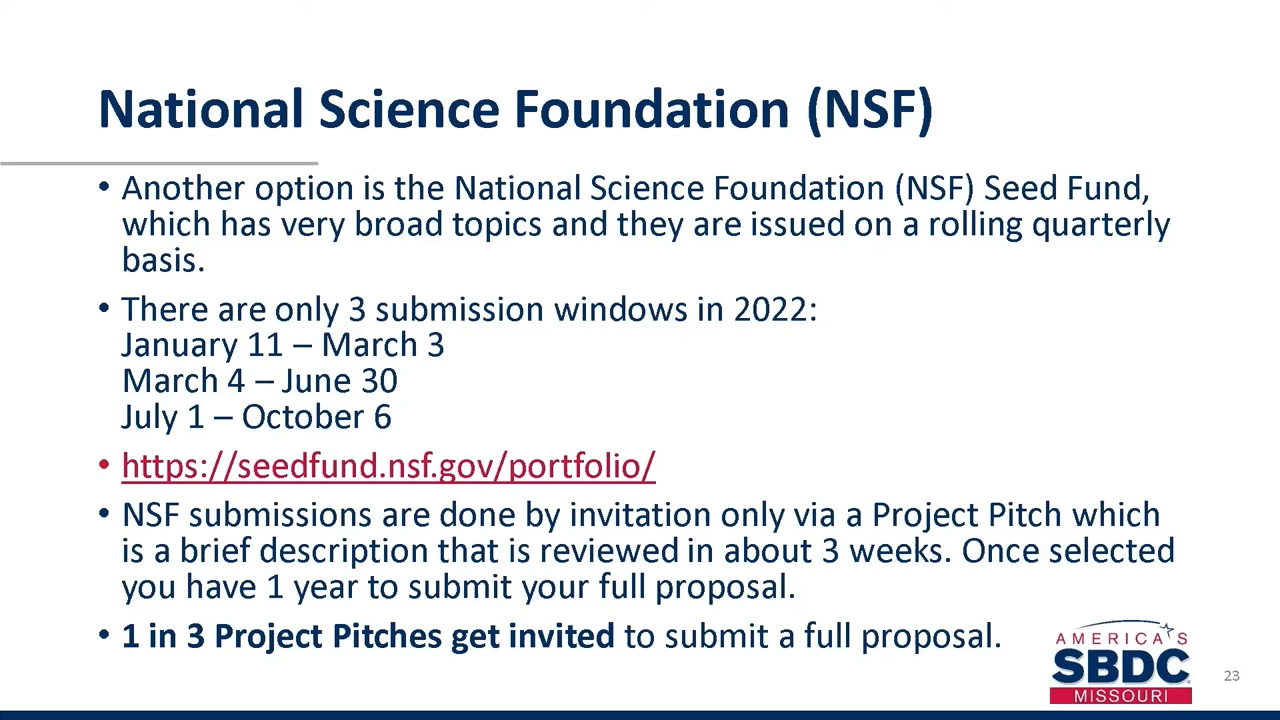 National Science Foundation (NSF)
• Another option is the National Science Foundation (NSF) Seed Fund,
which has very broad topics and they are issued on a rolling quarterly
basis.
• There are only 3 submission windows in 2022:
January 11 – March 3
March 4 – June 30
July 1 – October 6
• https://seedfund.nsf.gov/portfolio/
• NSF submissions are done by invitation only via a Project Pitch which
is a brief description that is reviewed in about 3 weeks. Once selected
you have 1 year to submit your full proposal.
• 1 in 3 Project Pitches get invited to submit a full proposal.
AMERICA'S
SBDC
MISSOURI
23